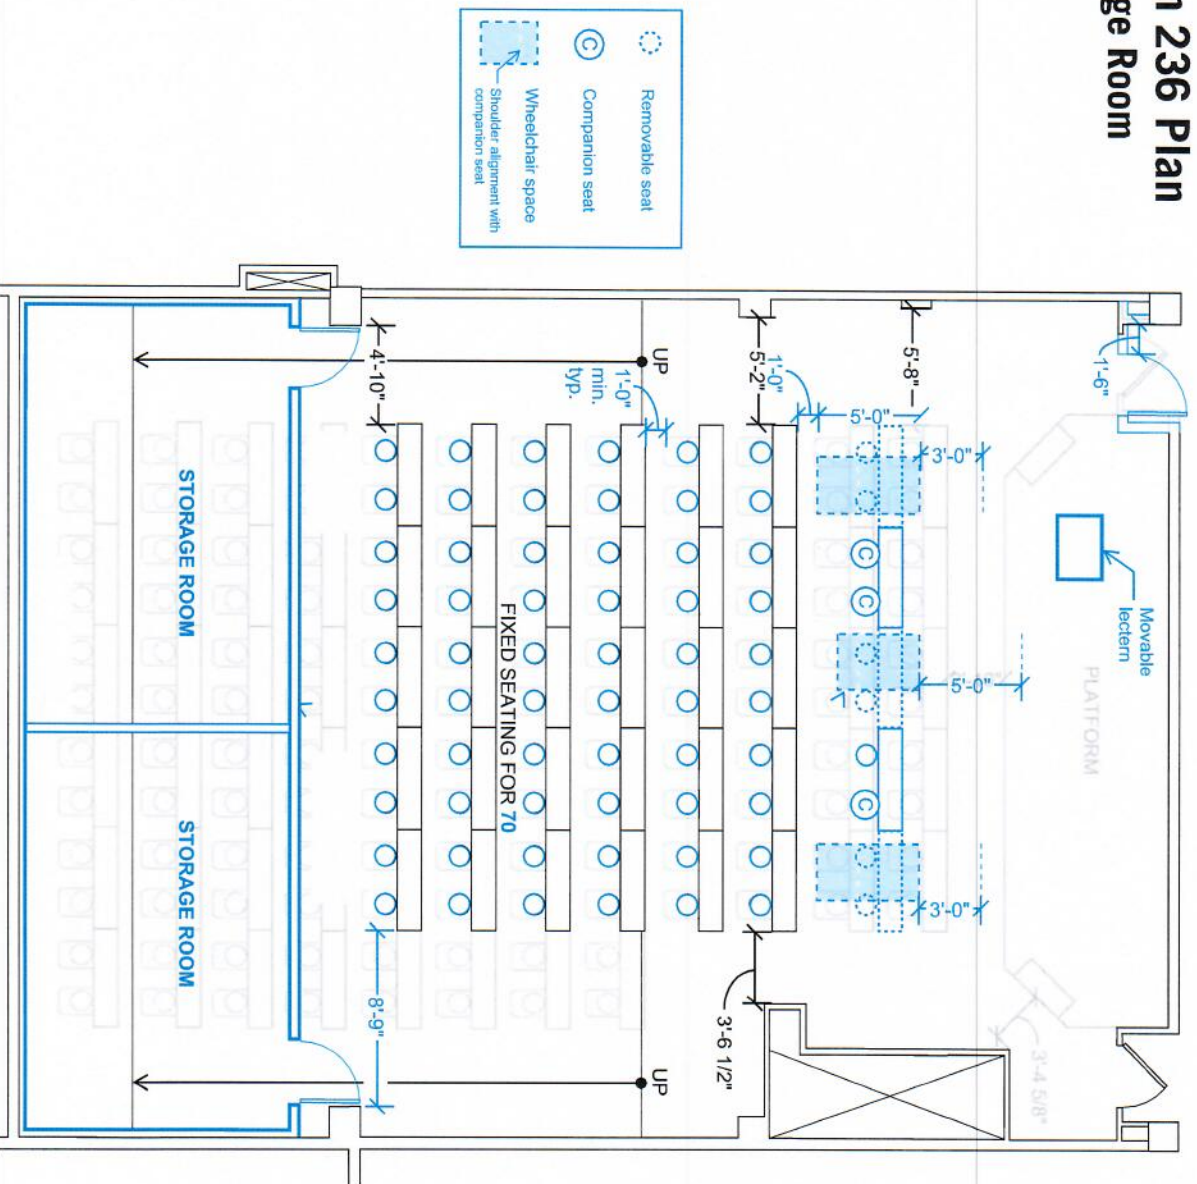 236 Plan
Room
Removable seat
C
Companion seat
Wheelchair space
Shoulder alignment with
companion seat
1'-6"
5'-8"
5'-2"
1'-0"
5'-0"
3'-0"
Movable
lectern
PLATFORM
5'-0"
3'-0"
3'-4 5/8"
C
C
C
UP
1'-0"
min.
typ.
4'-10"
FIXED SEATING FOR 70
3'-6 1/2"
UP
8'-9"
STORAGE ROOM
STORAGE ROOM